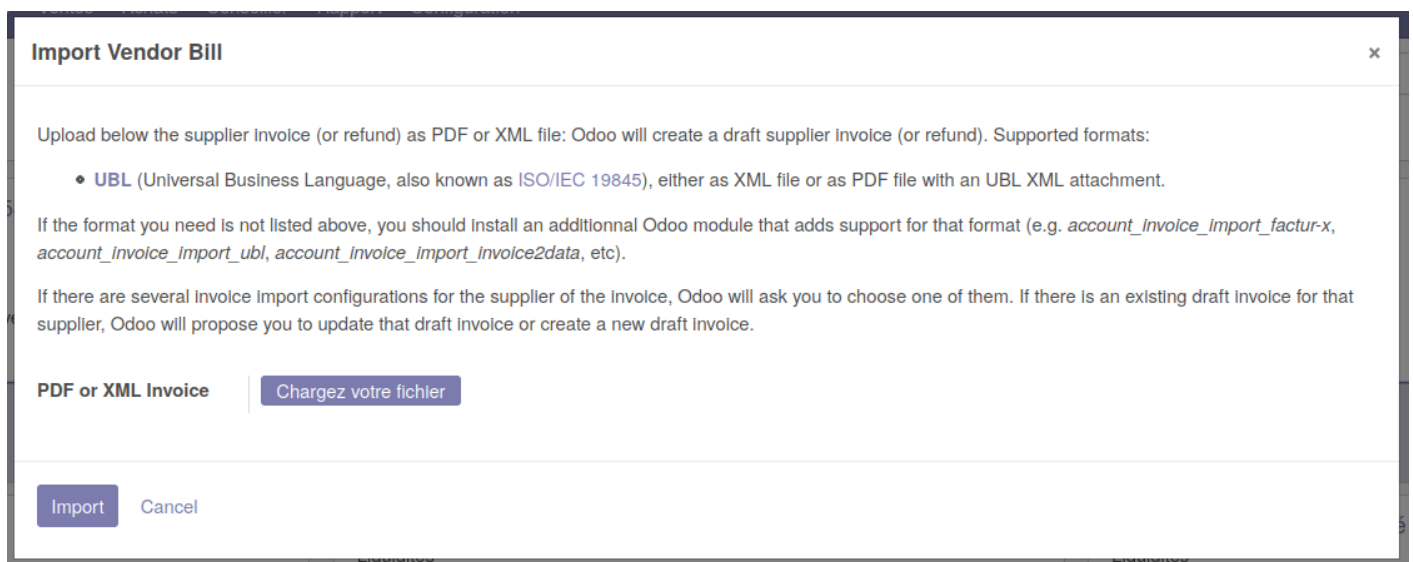 Import Vendor Bill
×
Upload below the supplier invoice (or refund) as PDF or XML file: Odoo will create a draft supplier invoice (or refund). Supported formats:
UBL (Universal Business Language, also known as ISO/IEC 19845), either as XML file or as PDF file with an UBL XML attachment.
If the format you need is not listed above, you should install an additionnal Odoo module that adds support for that format (e.g. account_invoice_import_factur-x,
account_invoice_import_ubl, account_invoice_import_invoice2data, etc).
If there are several invoice import configurations for the supplier of the invoice, Odoo will ask you to choose one of them. If there is an existing draft invoice for that
supplier, Odoo will propose you to update that draft invoice or create a new draft invoice.
PDF or XML Invoice
Chargez votre fichier
Import Cancel